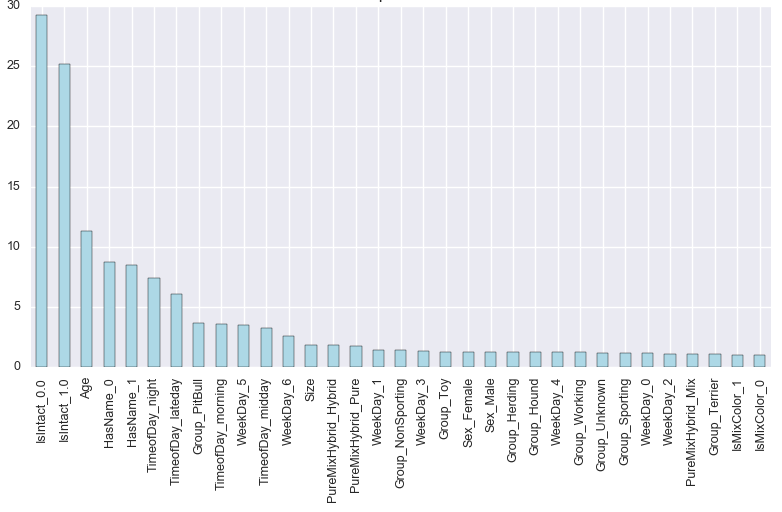 30
25
20
15
10
5
0
IsIntact_0.0
IsIntact_1.0
Age
HasName_0
HasName_1
TimeofDay_night
TimeofDay_lateday
Group_PitBull
TimeofDay_morning
WeekDay_5
TimeofDay_midday
WeekDay_6
Size
PureMixHybrid_Hybrid
PureMixHybrid_Pure
WeekDay_1
Group_NonSporting
WeekDay_3
Group_Toy
Sex_Female
Sex_Male
Group_Herding
Group_Hound
WeekDay_4
Group_Working
Group_Unknown
Group_Sporting
WeekDay_0
WeekDay_2
PureMixHybrid_Mix
Group_Terrier
IsMixColor_1
IsMixColor_0